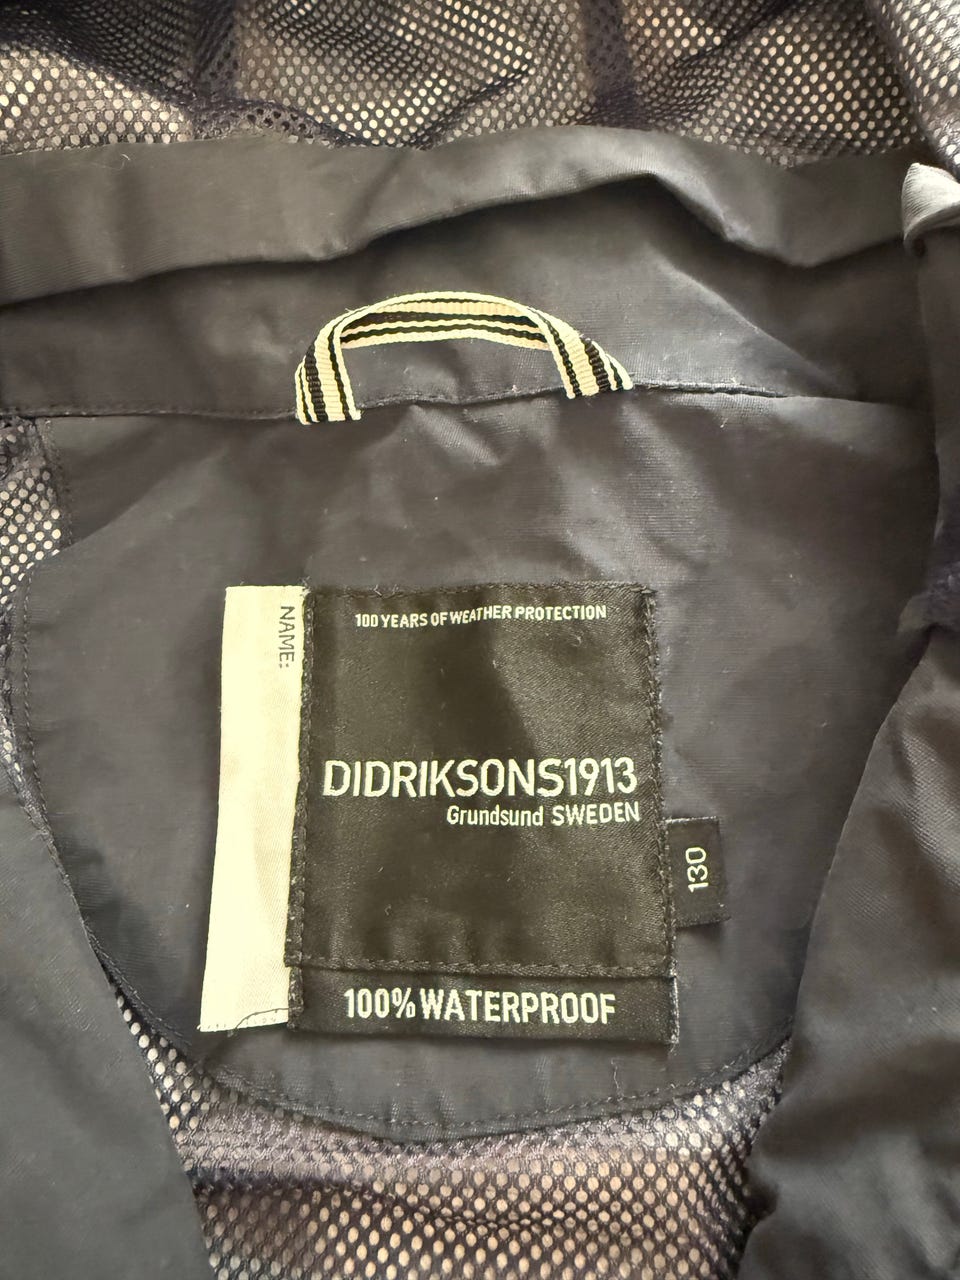 100 YEARS OF WEATHER PROTECTION
NAME:
DIDRIKSONS1913
Grundsund SWEDEN
130
100% WATERPROOF